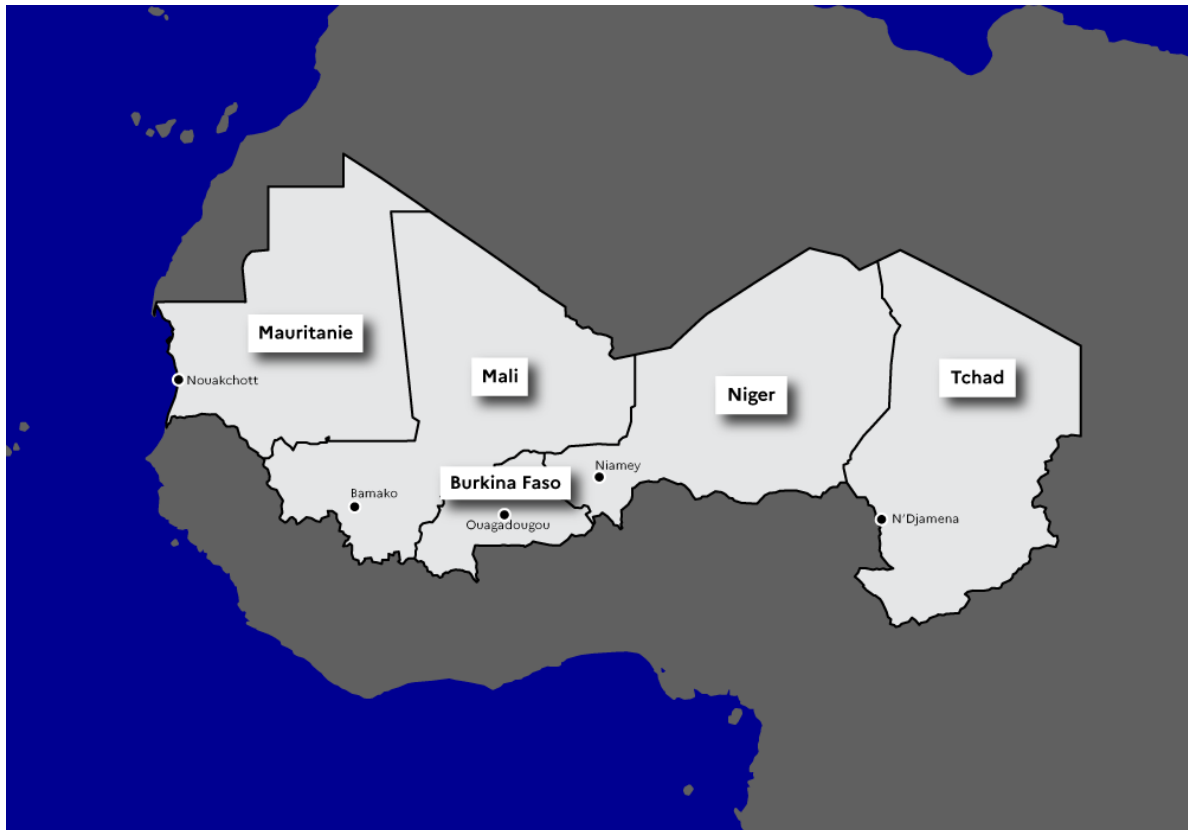 Mauritanie
Nouakchott
Mali
Niger
Tchad
Burkina Faso
Niamey
Bamako
Ouagadougou
N'Djamena